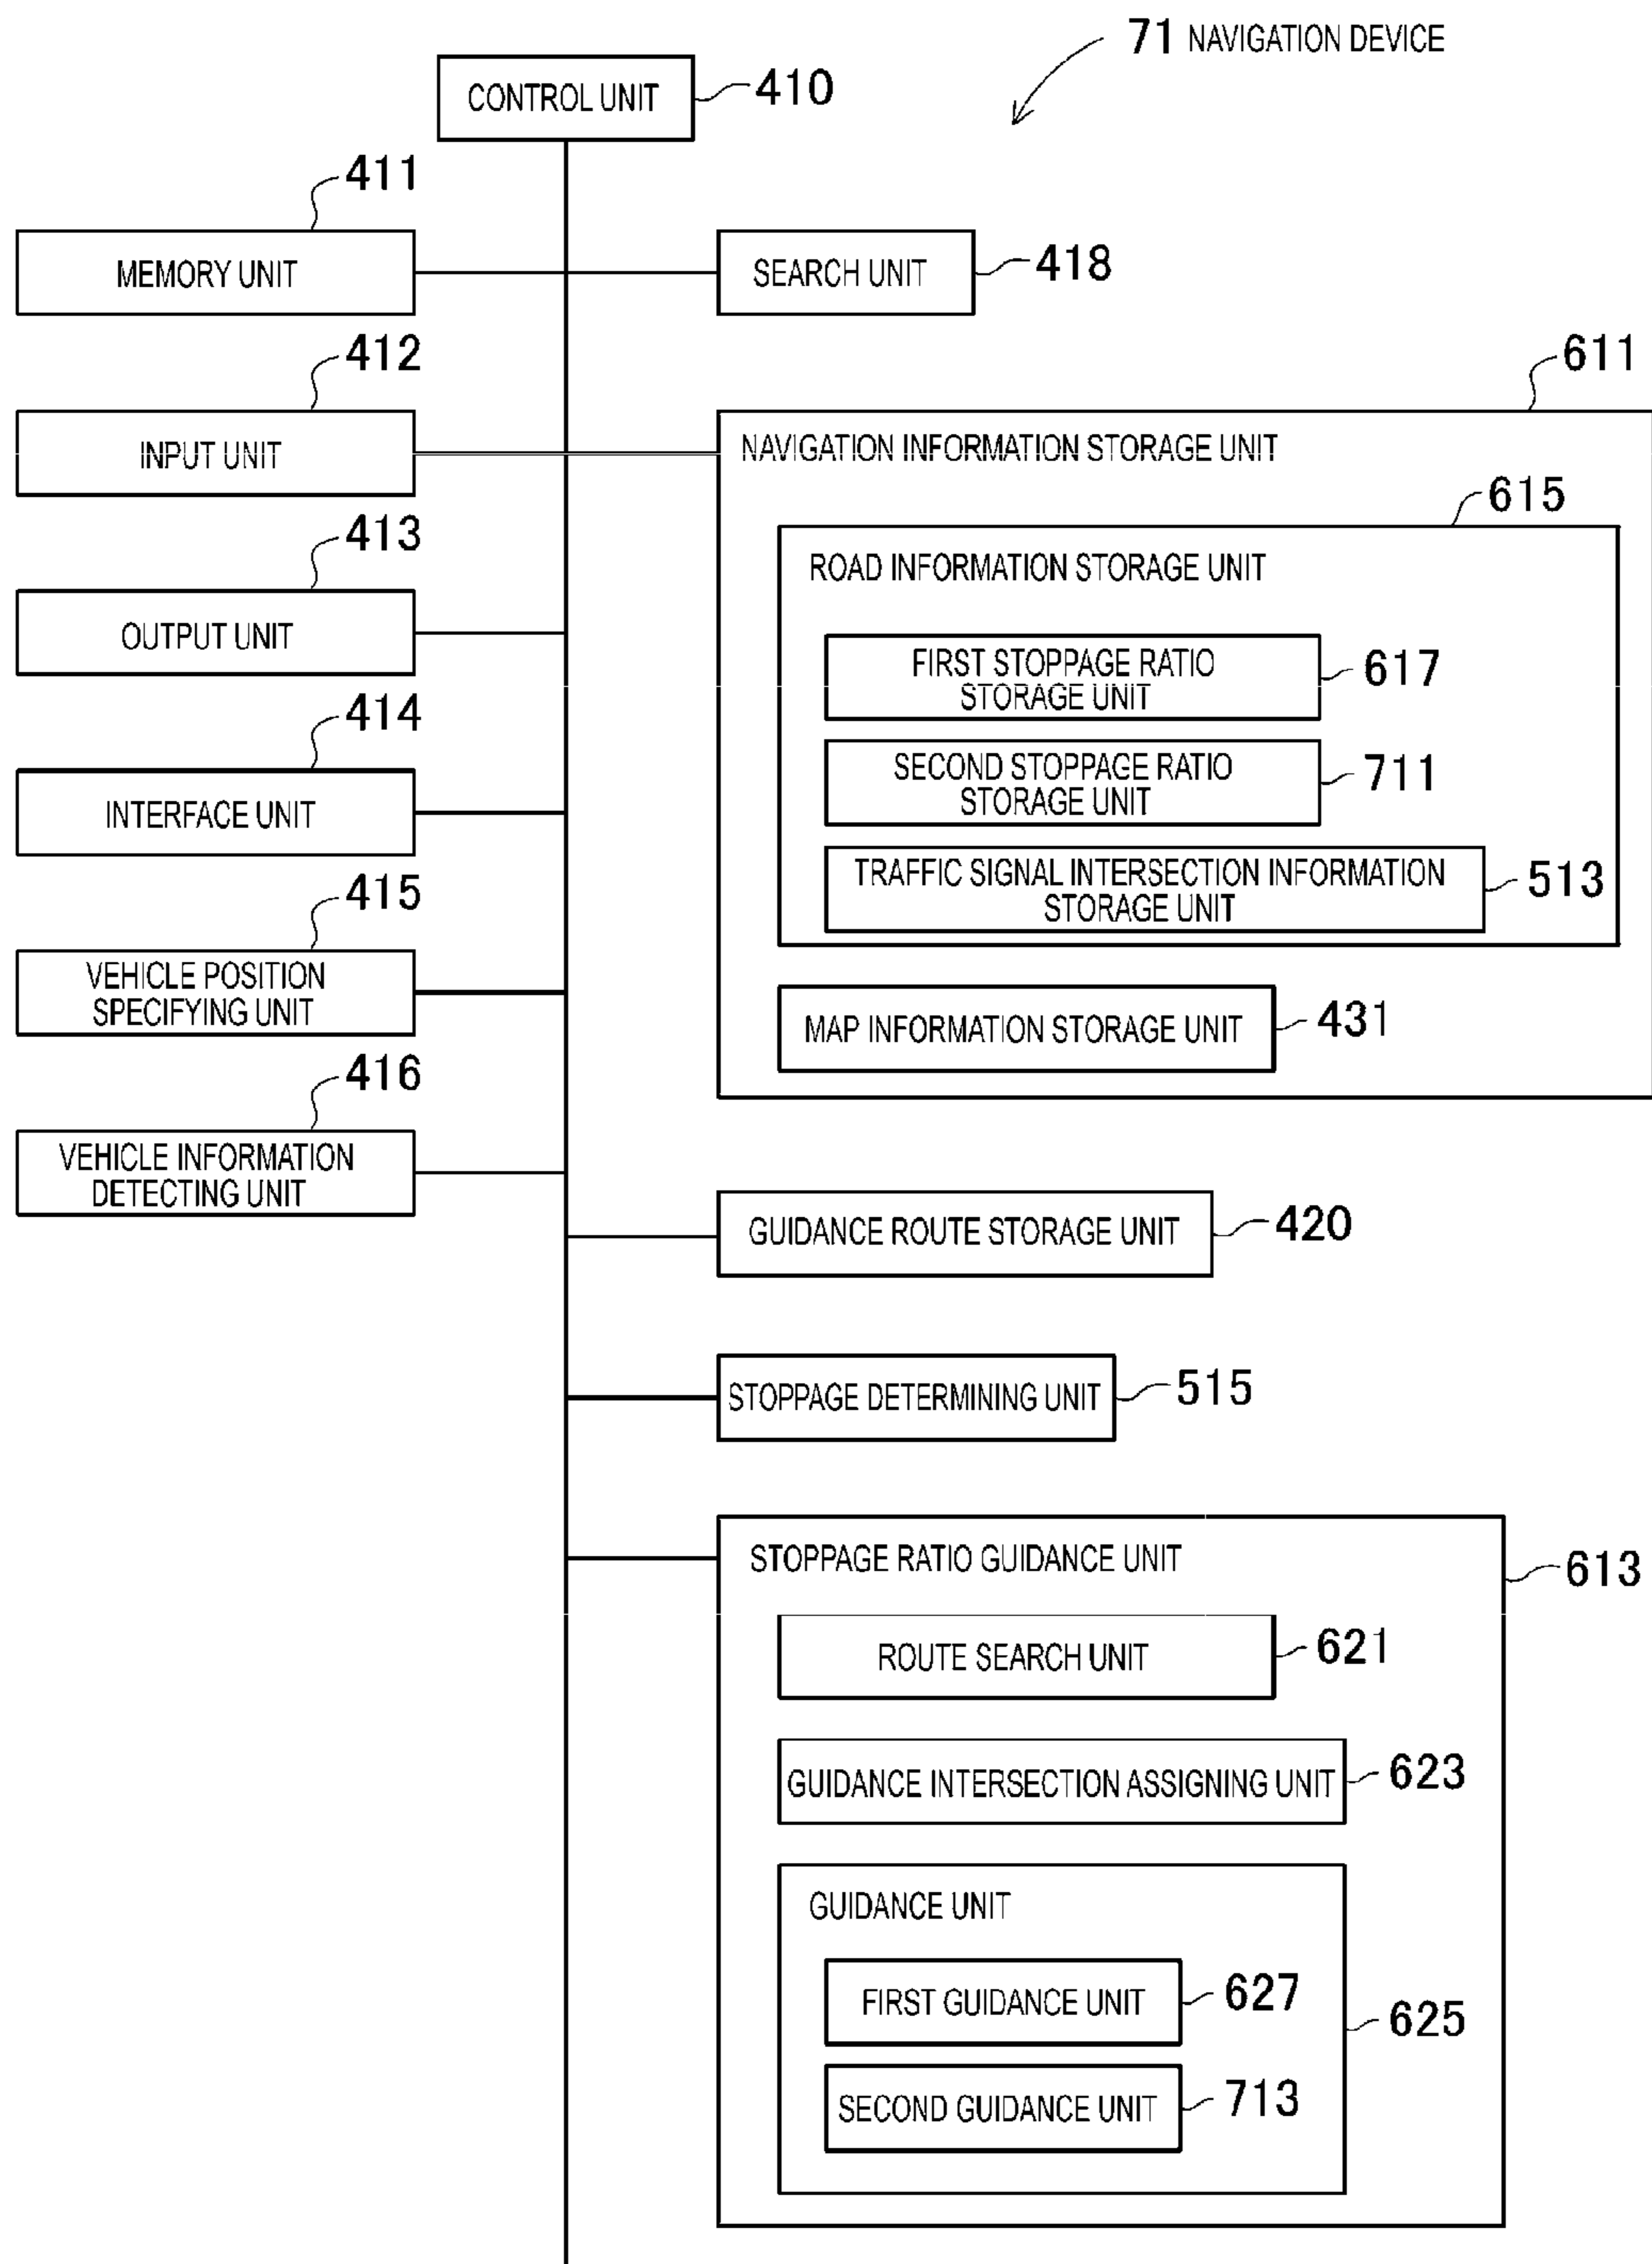 71 NAVIGATION DEVICE
CONTROL UNIT
410
411
MEMORY UNIT
SEARCH UNIT
418
412
INPUT UNIT
413
OUTPUT UNIT
414
INTERFACE UNIT
415
VEHICLE POSITION
SPECIFYING UNIT
416
VEHICLE INFORMATION
DETECTING UNIT
611
NAVIGATION INFORMATION STORAGE UNIT
615
ROAD INFORMATION STORAGE UNIT
FIRST STOPPAGE RATIO
STORAGE UNIT
617
SECOND STOPPAGE RATIO
STORAGE UNIT
711
TRAFFIC SIGNAL INTERSECTION INFORMATION
STORAGE UNIT
513
MAP INFORMATION STORAGE UNIT
431
GUIDANCE ROUTE STORAGE UNIT
420
STOPPAGE DETERMINING UNIT
515
STOPPAGE RATIO GUIDANCE UNIT
613
ROUTE SEARCH UNIT
621
GUIDANCE INTERSECTION ASSIGNING UNIT
623
GUIDANCE UNIT
625
FIRST GUIDANCE UNIT
627
SECOND GUIDANCE UNIT
713